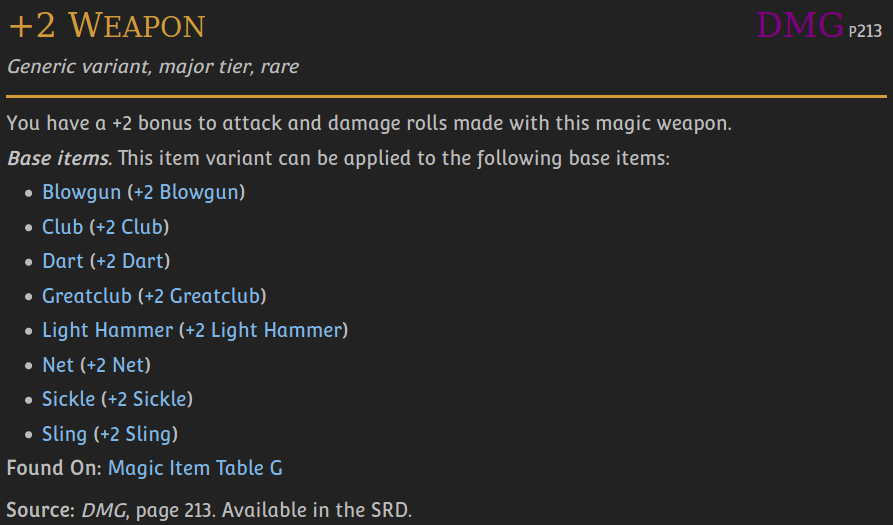 +2 Weapon DMG p213
Generic variant, major tier, rare
You have a +2 bonus to attack and damage rolls made with this magic weapon.
Base items. This item variant can be applied to the following base items:
• Blowgun (+2 Blowgun)
• Club (+2 Club)
• Dart (+2 Dart)
• Greatclub (+2 Greatclub)
• Light Hammer (+2 Light Hammer)
• Net (+2 Net)
• Sickle (+2 Sickle)
• Sling (+2 Sling)
Found On: Magic Item Table G
Source: DMG, page 213. Available in the SRD.